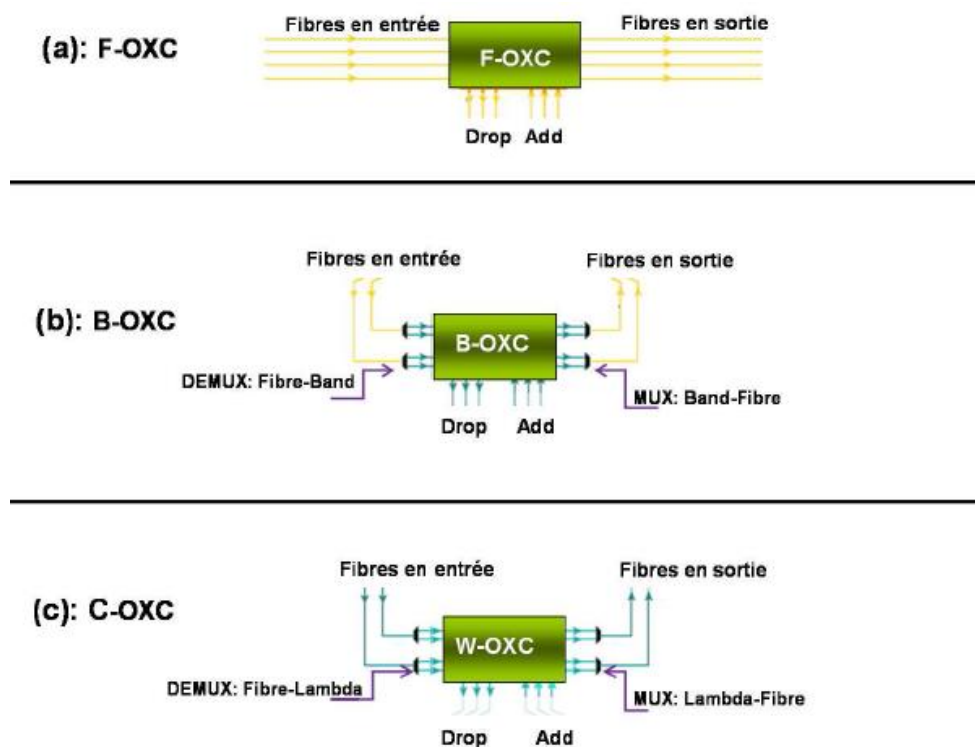 Fibres en entrée
Fibres en sortie
(a): F-OXC
F-OXC
Drop Add
Fibres en entrée
Fibres en sortie
(b): B-OXC
B-OXC
DEMUX: Fibre-Band
MUX: Band-Fibre
Drop Add
Fibres en entrée
Fibres en sortie
(c): C-OXC
W-OXC
DEMUX: Fibre-Lambda
MUX: Lambda-Fibre
Drop Add